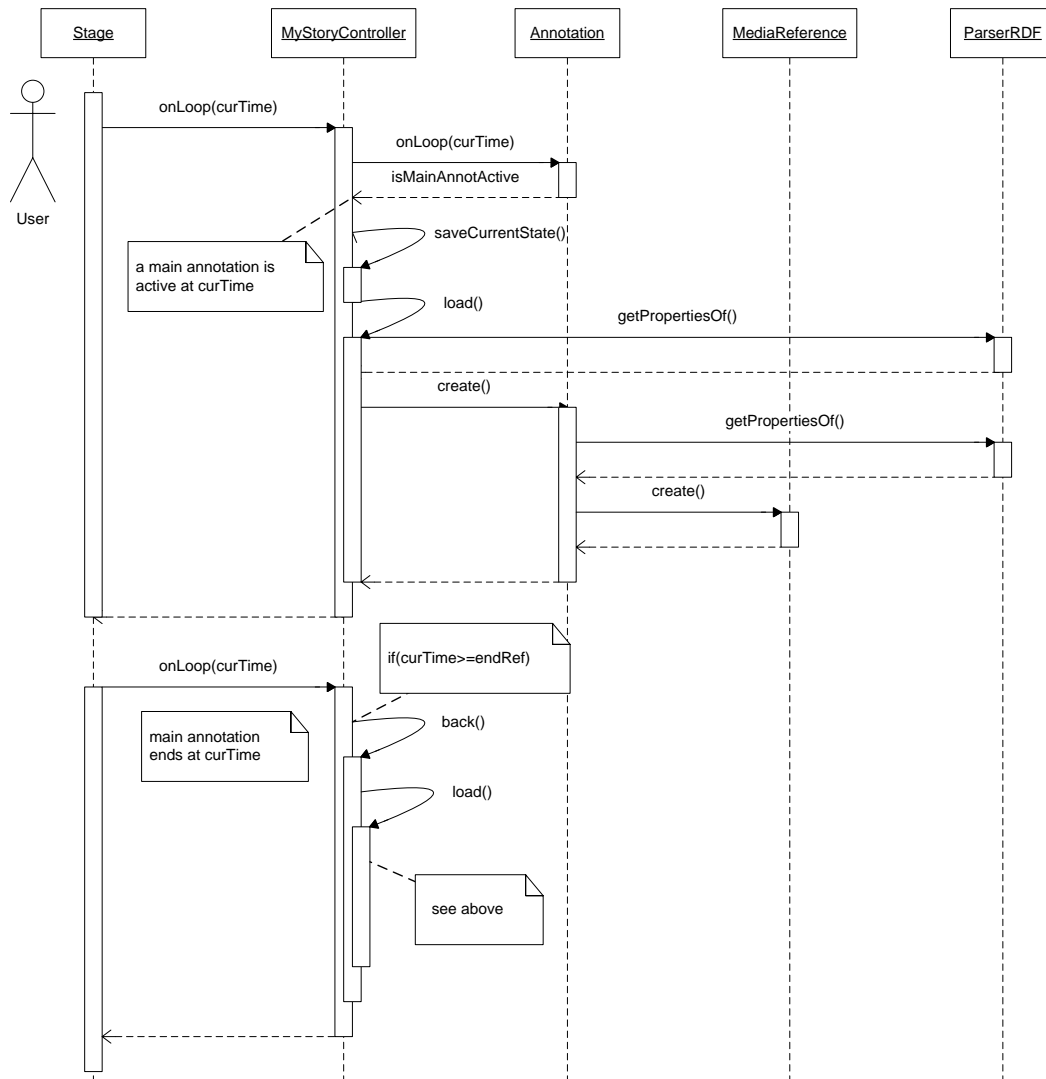 Stage
MyStoryController
Annotation
MediaReference
ParserRDF
User
onLoop(curTime)
onLoop(curTime)
isMainAnnotActive
saveCurrentState()
a main annotation is
active at curTime
load()
getPropertiesOf()
create()
getPropertiesOf()
create()
if(curTime>=endRef)
onLoop(curTime)
main annotation
ends at curTime
back()
load()
see above